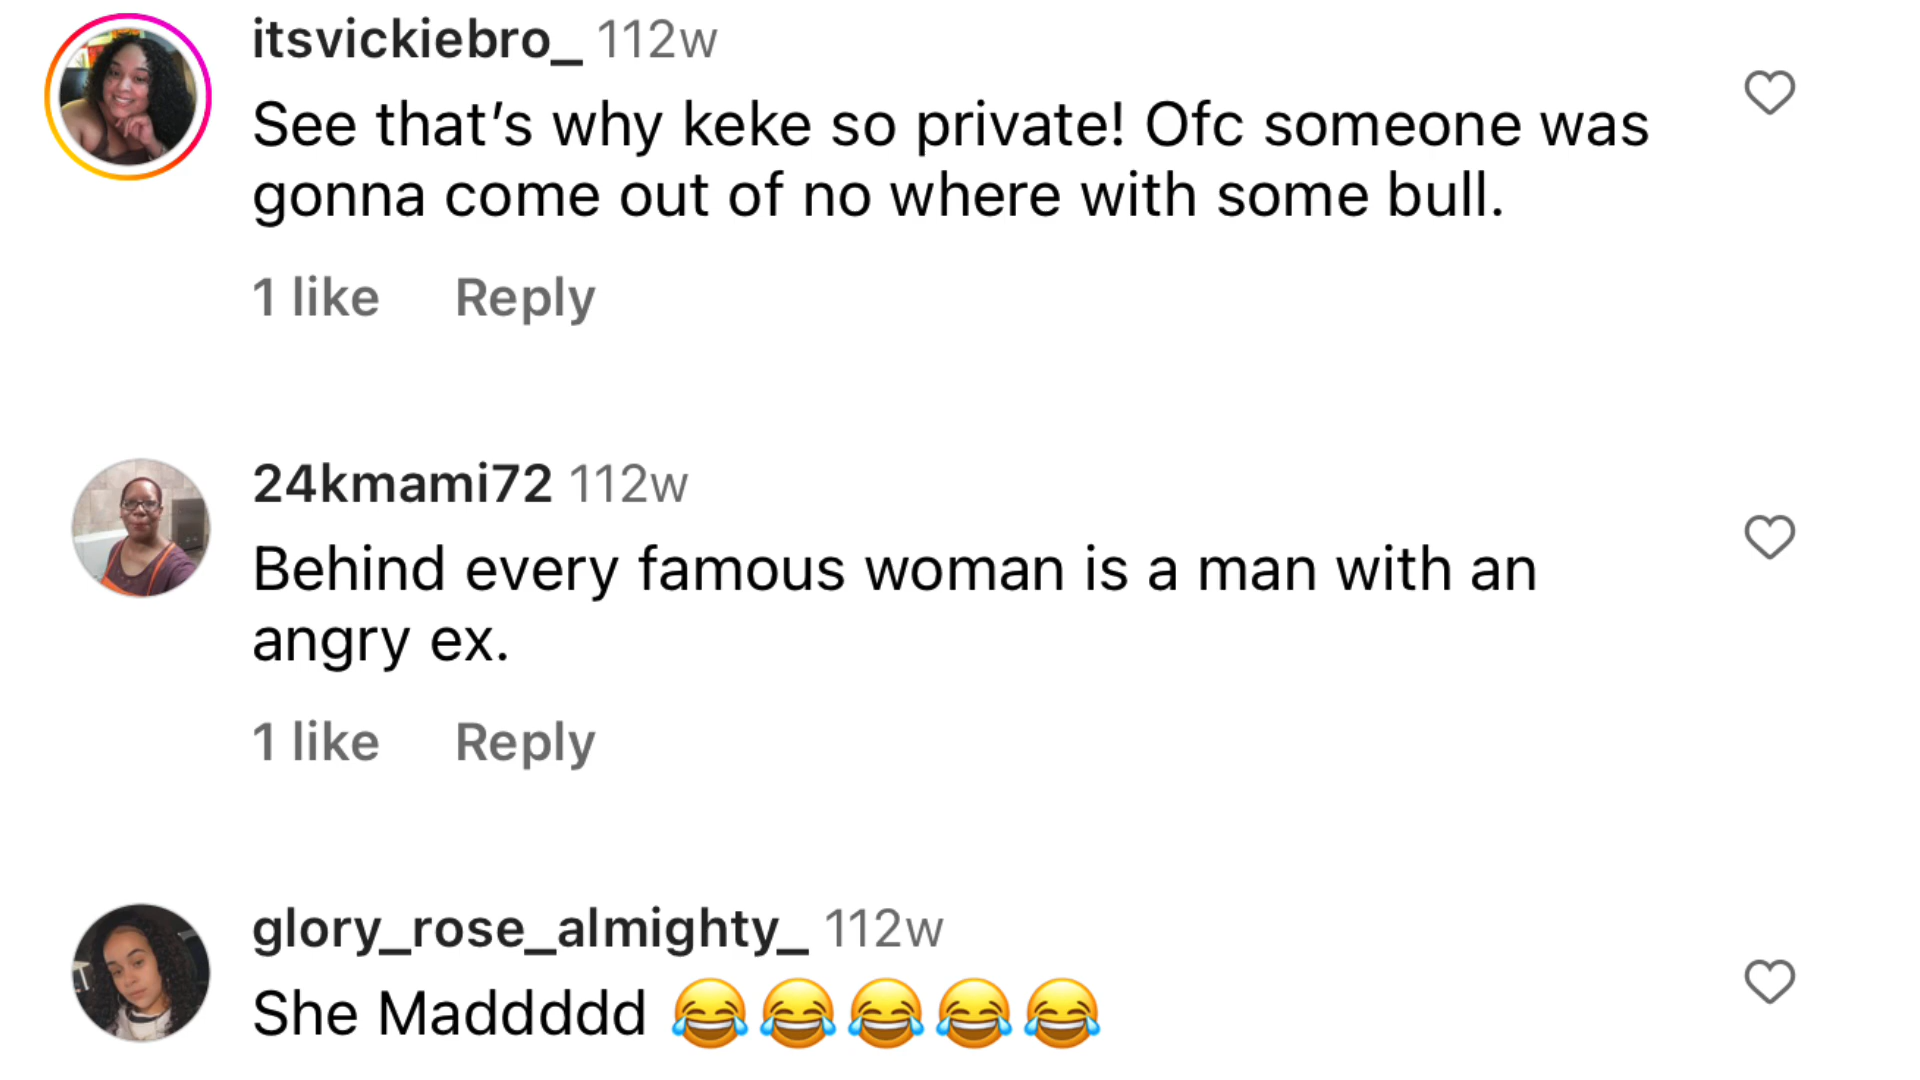 itsvickiebro_ 112w
See that’s why keke so private! Ofc someone was
gonna come out of no where with some bull.
1 like Reply
24kmami72 112w
Behind every famous woman is a man with an
angry ex.
1 like Reply
glory_rose_almighty_ 112w
She Maddddd 😂😂😂😂😂